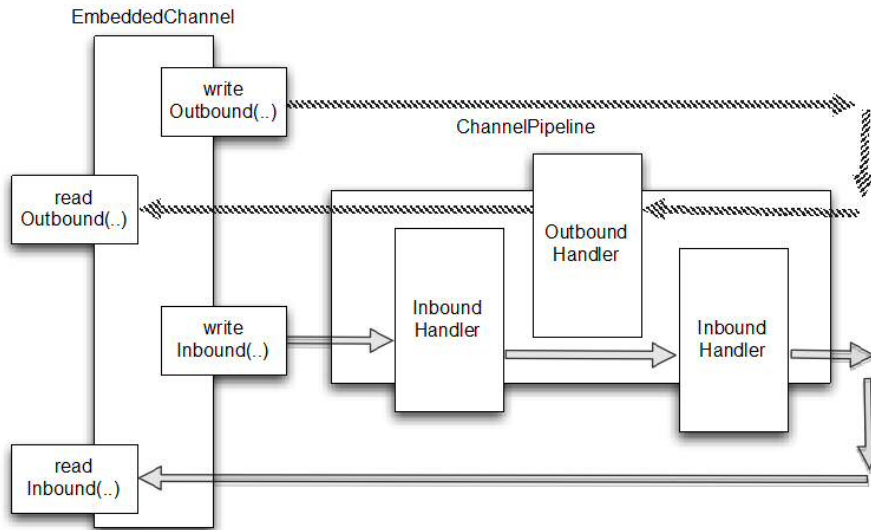 EmbeddedChannel
write
Outbound(..)
ChannelPipeline
read
Outbound(..)
Outbound
Handler
Inbound
Handler
write
Inbound(..)
Inbound
Handler
read
Inbound(..)